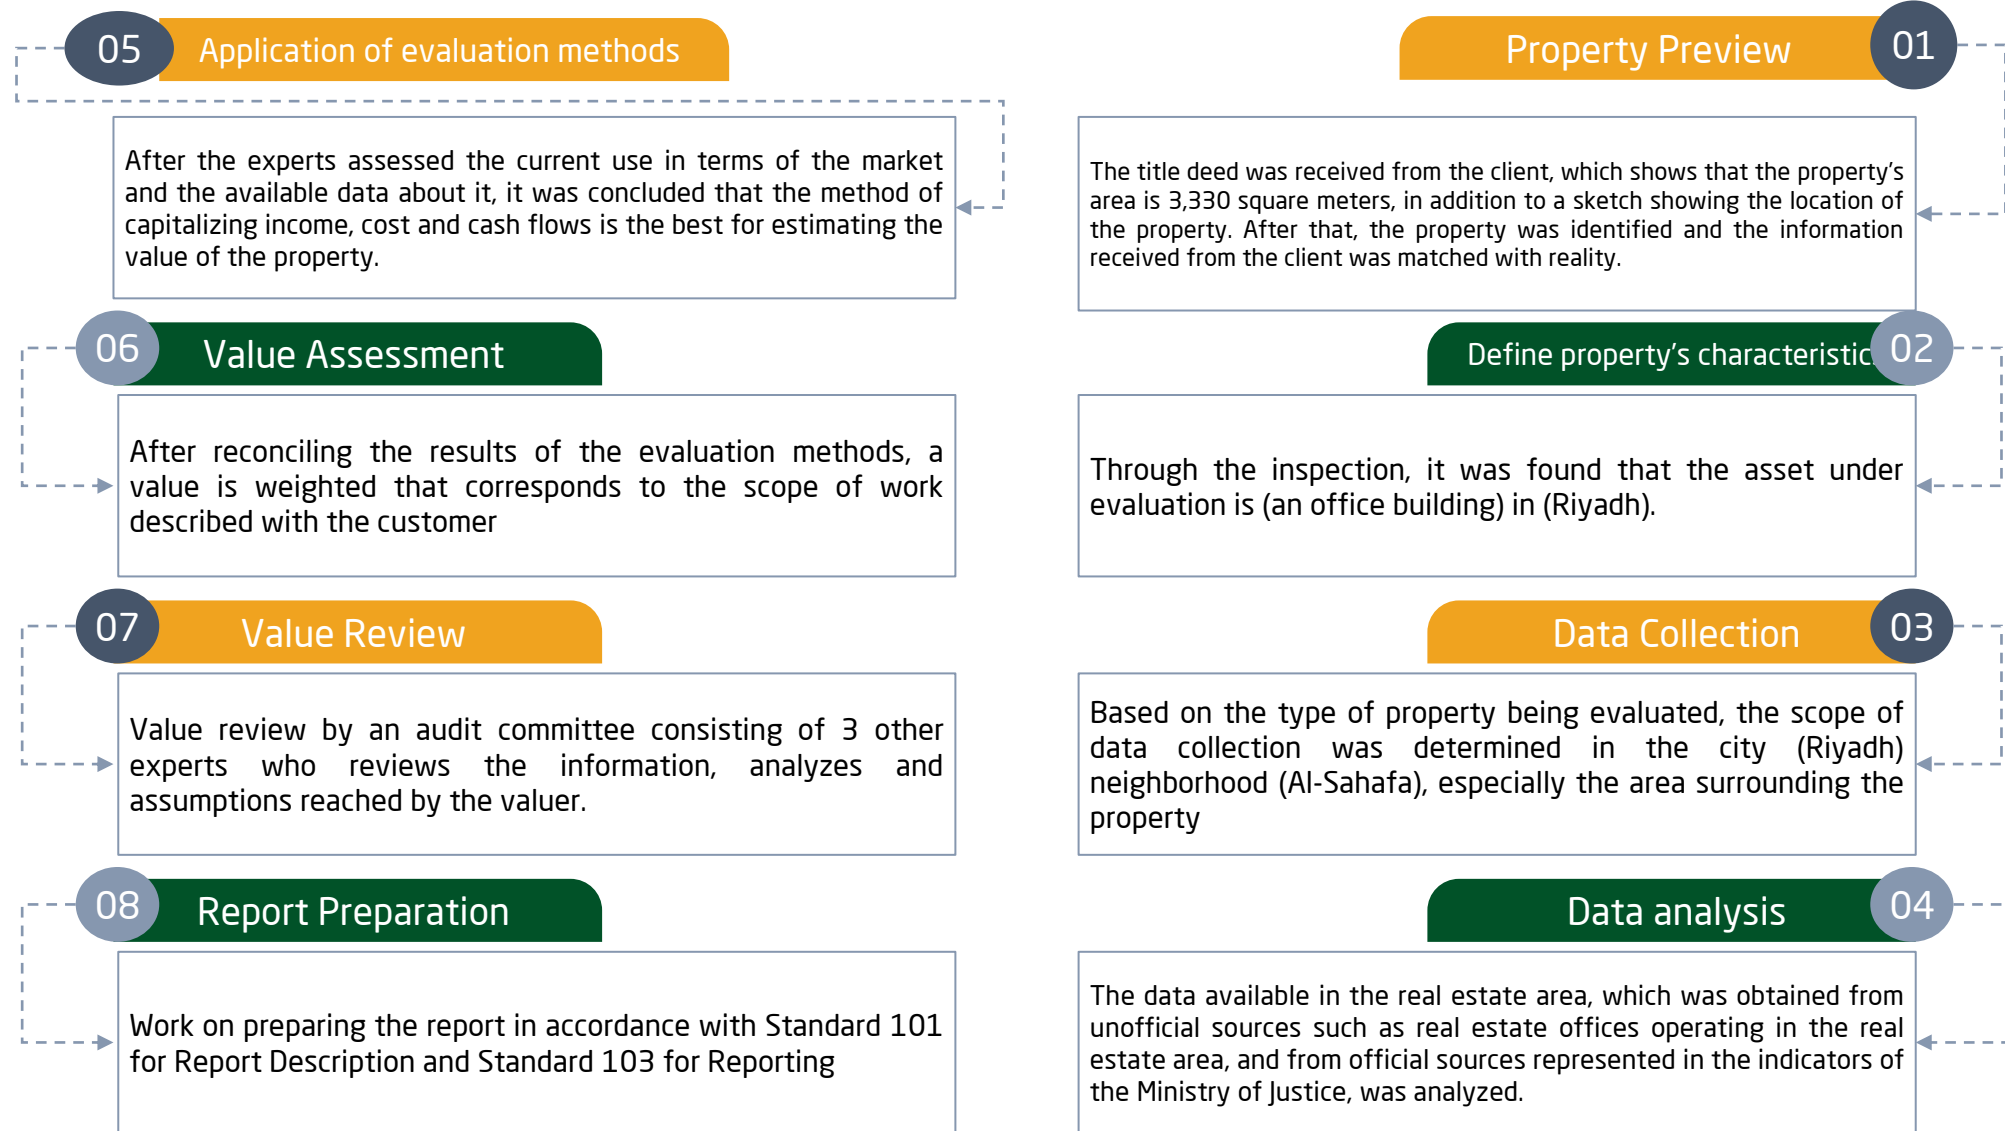 01
Property Preview
The title deed was received from the client, which shows that the property's
area is 3,330 square meters, in addition to a sketch showing the location of
the property. After that, the property was identified and the information
received from the client was matched with reality.
02
Define property's characteristic
Through the inspection, it was found that the asset under
evaluation is (an office building) in (Riyadh).
03
Data Collection
Based on the type of property being evaluated, the scope of
data collection was determined in the city (Riyadh)
neighborhood (Al-Sahafa), especially the area surrounding the
property
04
Data analysis
The data available in the real estate area, which was obtained from
unofficial sources such as real estate offices operating in the real
estate area, and from official sources represented in the indicators of
the Ministry of Justice, was analyzed.
05
Application of evaluation methods
After the experts assessed the current use in terms of the market
and the available data about it, it was concluded that the method of
capitalizing income, cost and cash flows is the best for estimating the
value of the property.
06
Value Assessment
After reconciling the results of the evaluation methods, a
value is weighted that corresponds to the scope of work
described with the customer
07
Value Review
Value review by an audit committee consisting of 3 other
experts who reviews the information, analyzes and
assumptions reached by the valuer.
08
Report Preparation
Work on preparing the report in accordance with Standard 101
for Report Description and Standard 103 for Reporting